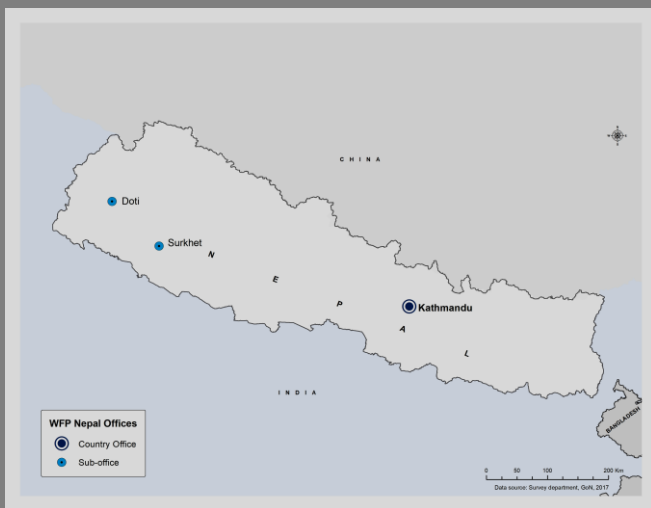 CHINA
Doti
Surkhet
NEPAL
Kathmandu
INDIA
BANGLADESH
WFP Nepal Offices
Country Office
Sub-office
0 50 100 200 Km
Data source: Survey department, GoN, 2017